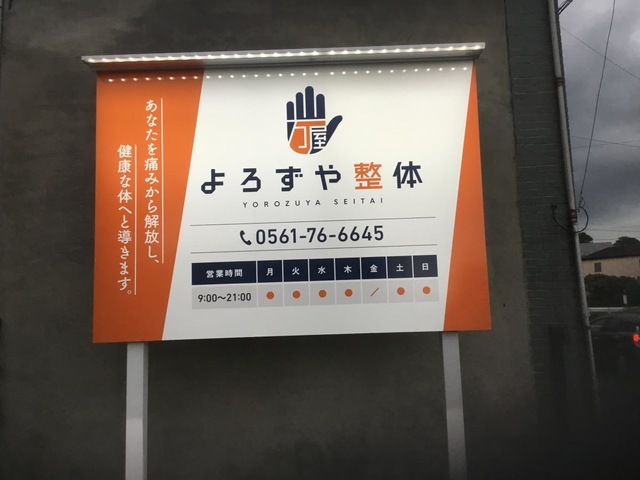 あなたを痛みから解放し、
健康な体へと導きます。
万屋
よろずや整体
YOROZUYA SEITAI
0561-76-6645
営業時間 月 火 水 木 金 土 日
9:00〜21:00 ● ● ● ● ／ ● ●